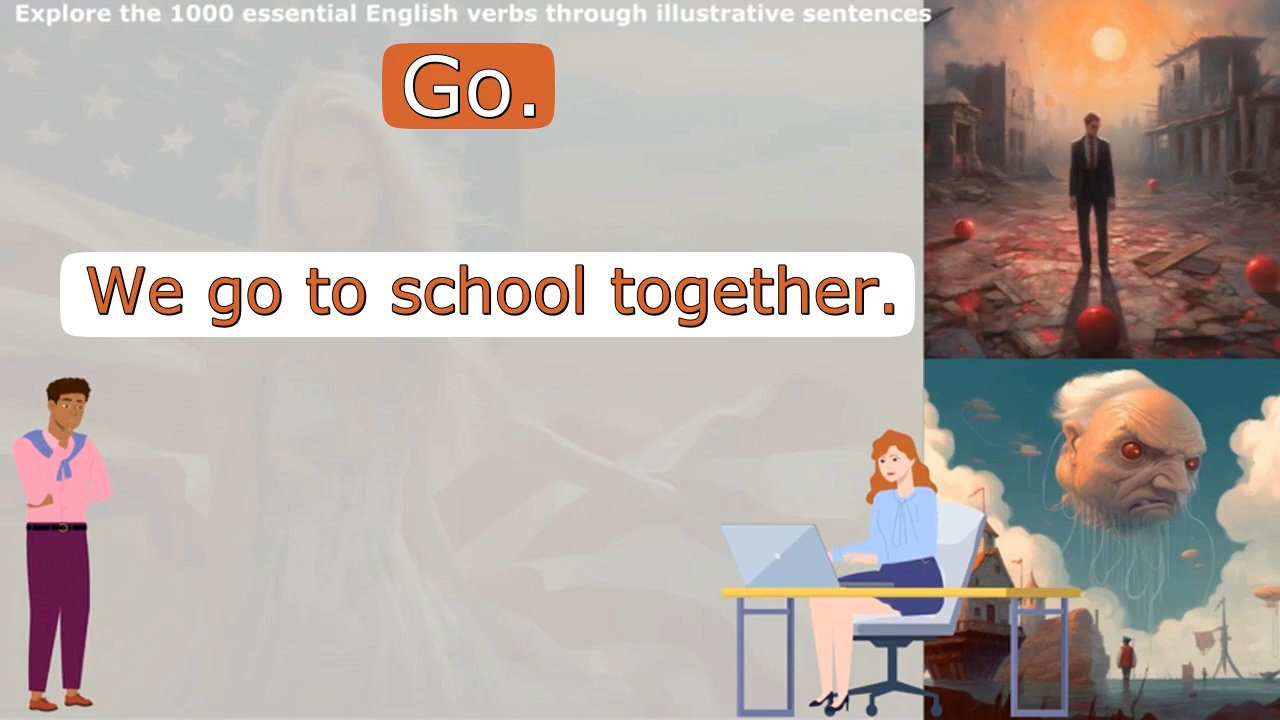 Explore the 1000 essential English verbs through illustrative sentences
Go.
We go to school together.